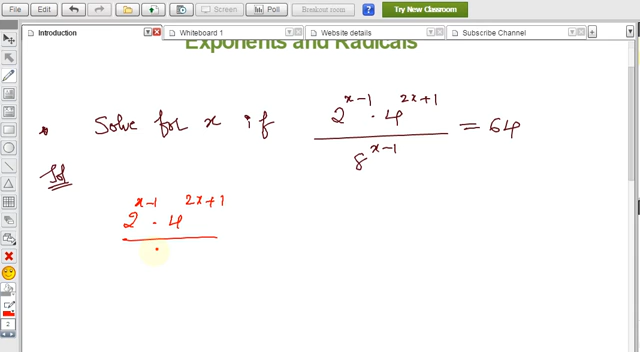 File Edit Screen Poll Breakout room Try New Classroom
Introduction Whiteboard 1 Website details Subscribe Channel
Exponents and Radicals
• Solve for x if 2^(x-1) · 4^(2x+1) / 8^(x-1) = 64
Sol
2^(x-1) · 4^(2x+1)
2